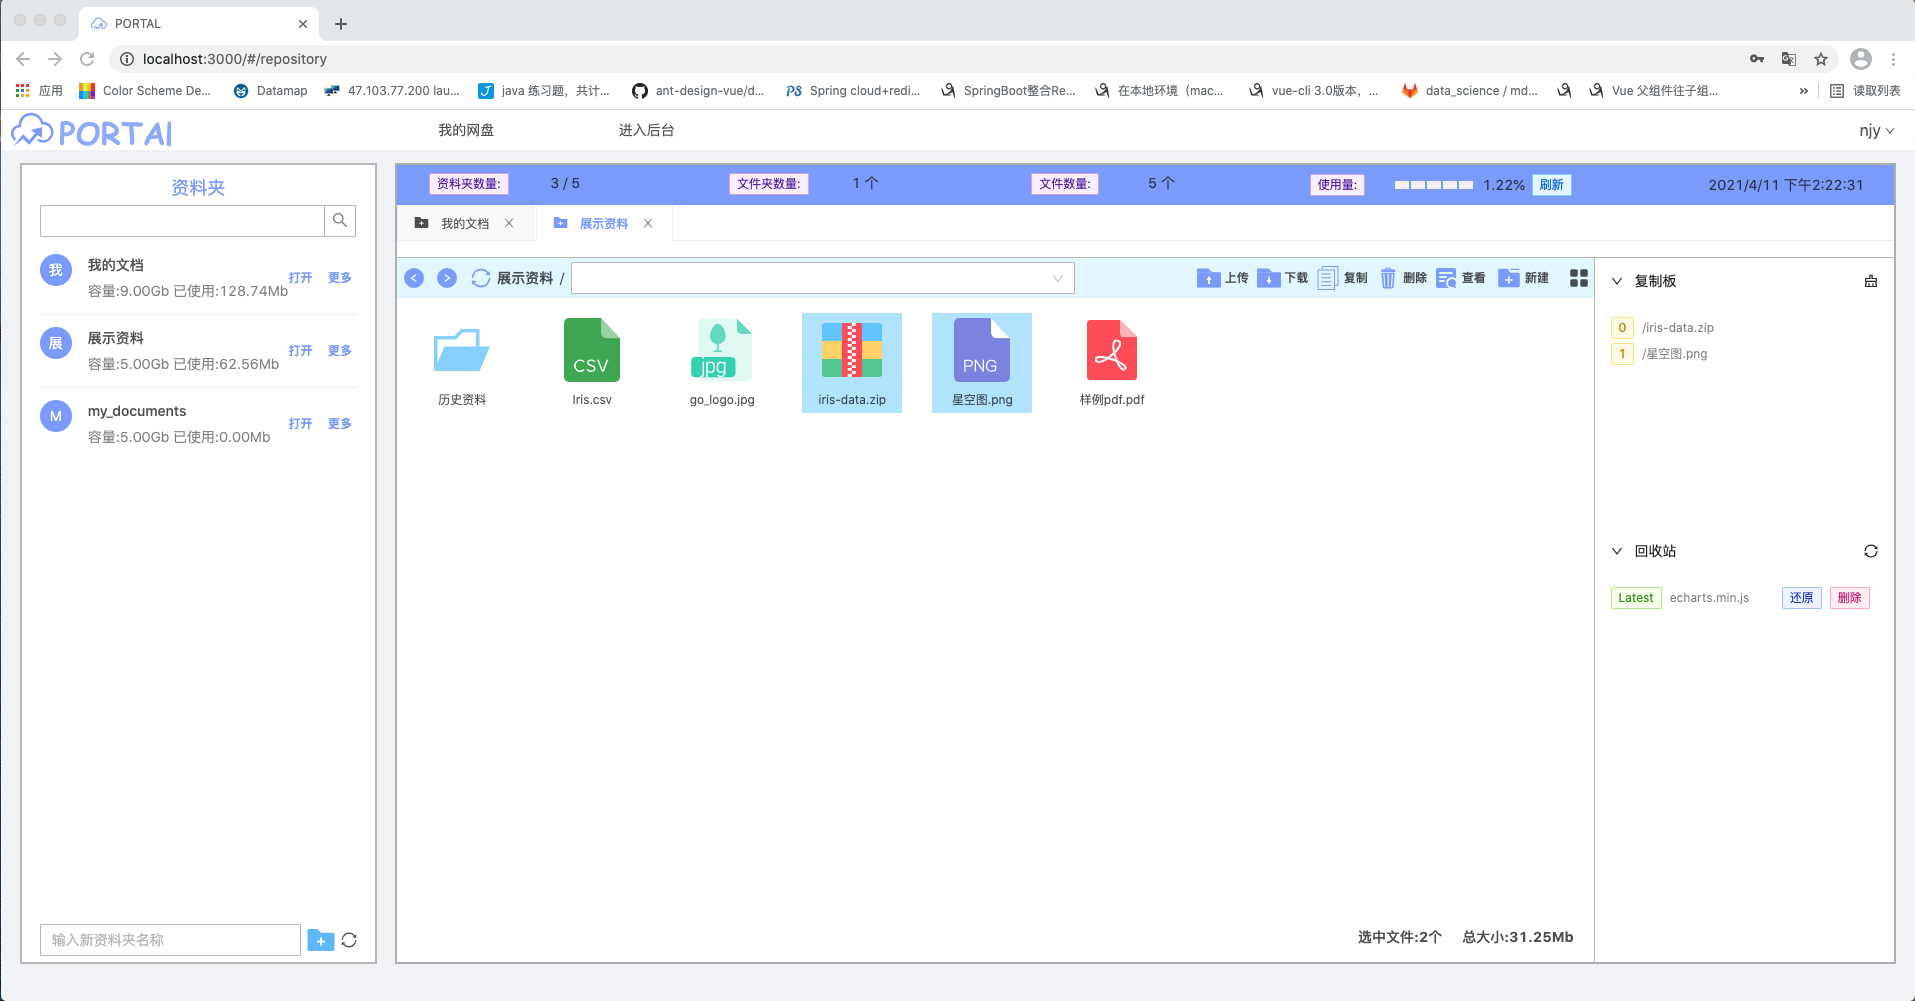 PORTAL
localhost:3000/#/repository
应用 Color Scheme De... Datamap 47.103.77.200 lau... java 练习题，共计... ant-design-vue/d... Spring cloud+redi... SpringBoot整合Re... 在本地环境（mac... vue-cli 3.0版本，... data_science / md... Vue 父组件往子组... » 读取列表
PORTAL 我的网盘 进入后台 njy
资料夹
我 我的文档
容量:9.00Gb 已使用:128.74Mb 打开 更多
展 展示资料
容量:5.00Gb 已使用:62.56Mb 打开 更多
M my_documents
容量:5.00Gb 已使用:0.00Mb 打开 更多
输入新资料夹名称
资料夹数量: 3 / 5 文件夹数量: 1 个 文件数量: 5 个 使用量: 1.22% 刷新 2021/4/11 下午2:22:31
我的文档 展示资料
展示资料 / 上传 下载 复制 删除 查看 新建
CSV jpg PNG
历史资料 Iris.csv go_logo.jpg iris-data.zip 星空图.png 样例pdf.pdf
选中文件:2个 总大小:31.25Mb
复制板
0 /iris-data.zip
1 /星空图.png
回收站
Latest echarts.min.js 还原 删除